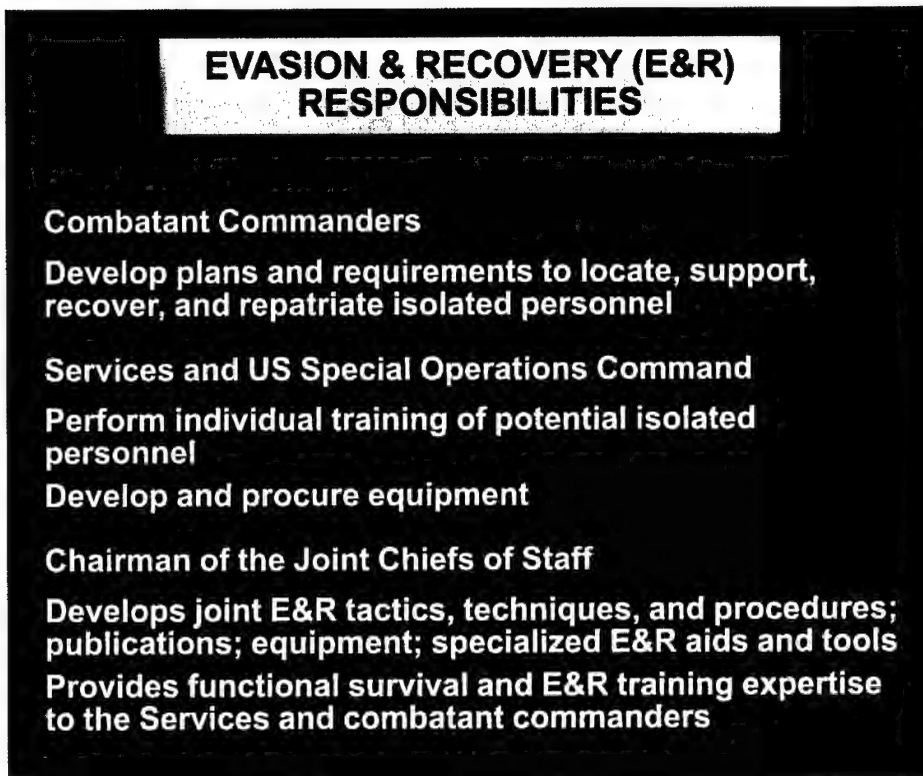 EVASION & RECOVERY (E&R)
RESPONSIBILITIES
Combatant Commanders
Develop plans and requirements to locate, support,
recover, and repatriate isolated personnel
Services and US Special Operations Command
Perform individual training of potential isolated
personnel
Develop and procure equipment
Chairman of the Joint Chiefs of Staff
Develops joint E&R tactics, techniques, and procedures;
publications; equipment; specialized E&R aids and tools
Provides functional survival and E&R training expertise
to the Services and combatant commanders